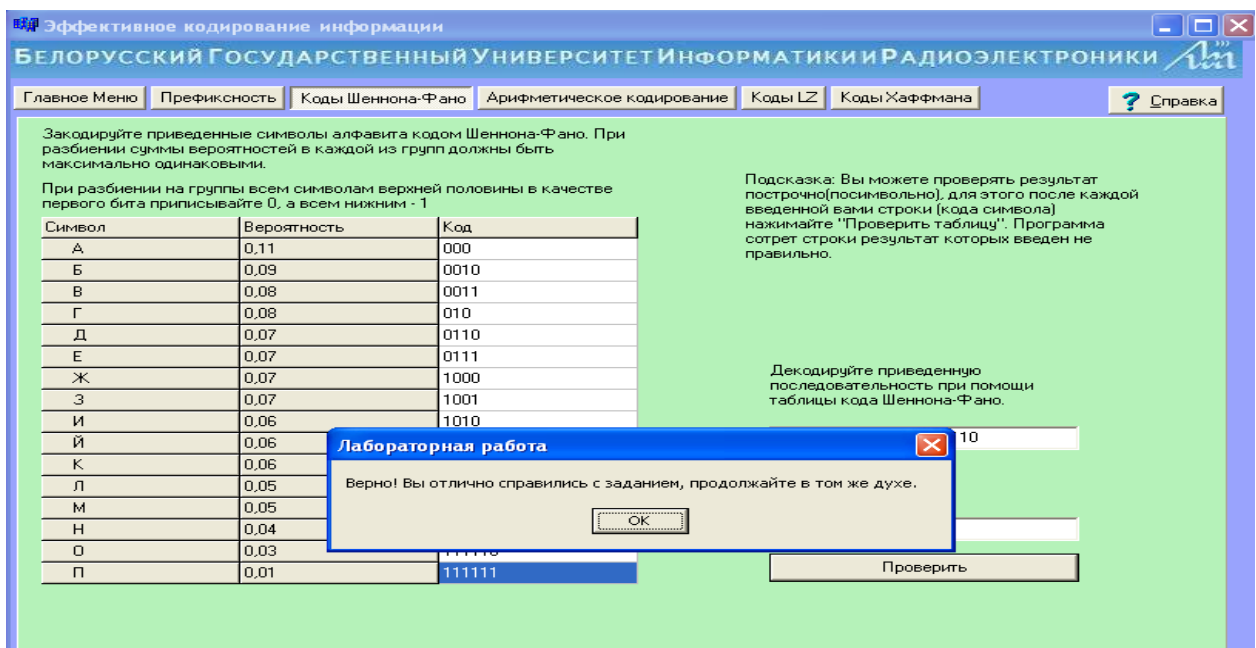 Эффективное кодирование информации
БЕЛОРУССКИЙ ГОСУДАРСТВЕННЫЙ УНИВЕРСИТЕТ ИНФОРМАТИКИ И РАДИОЭЛЕКТРОНИКИ
Главное Меню Префиксность Коды Шеннона-Фано Арифметическое кодирование Коды LZ Коды Хаффмана ? Справка
Закодируйте приведенные символы алфавита кодом Шеннона-Фано. При
разбиении суммы вероятностей в каждой из групп должны быть
максимально одинаковыми.
При разбиении на группы всем символам верхней половины в качестве
первого бита приписывайте 0, а всем нижним - 1
Символ Вероятность Код
А 0,11 000
Б 0,09 0010
В 0,08 0011
Г 0,08 010
Д 0,07 0110
Е 0,07 0111
Ж 0,07 1000
З 0,07 1001
И 0,06 1010
Й 0,06
К 0,06
Л 0,05
М 0,05
Н 0,04
О 0,03 111110
П 0,01 111111
Подсказка: Вы можете проверять результат
построчно(посимвольно), для этого после каждой
введенной вами строки (кода символа)
нажимайте "Проверить таблицу". Программа
сотрет строки результат которых введен не
правильно.
Декодируйте приведенную
последовательность при помощи
таблицы кода Шеннона-Фано.
10
Лабораторная работа
Верно! Вы отлично справились с заданием, продолжайте в том же духе.
OK
Проверить